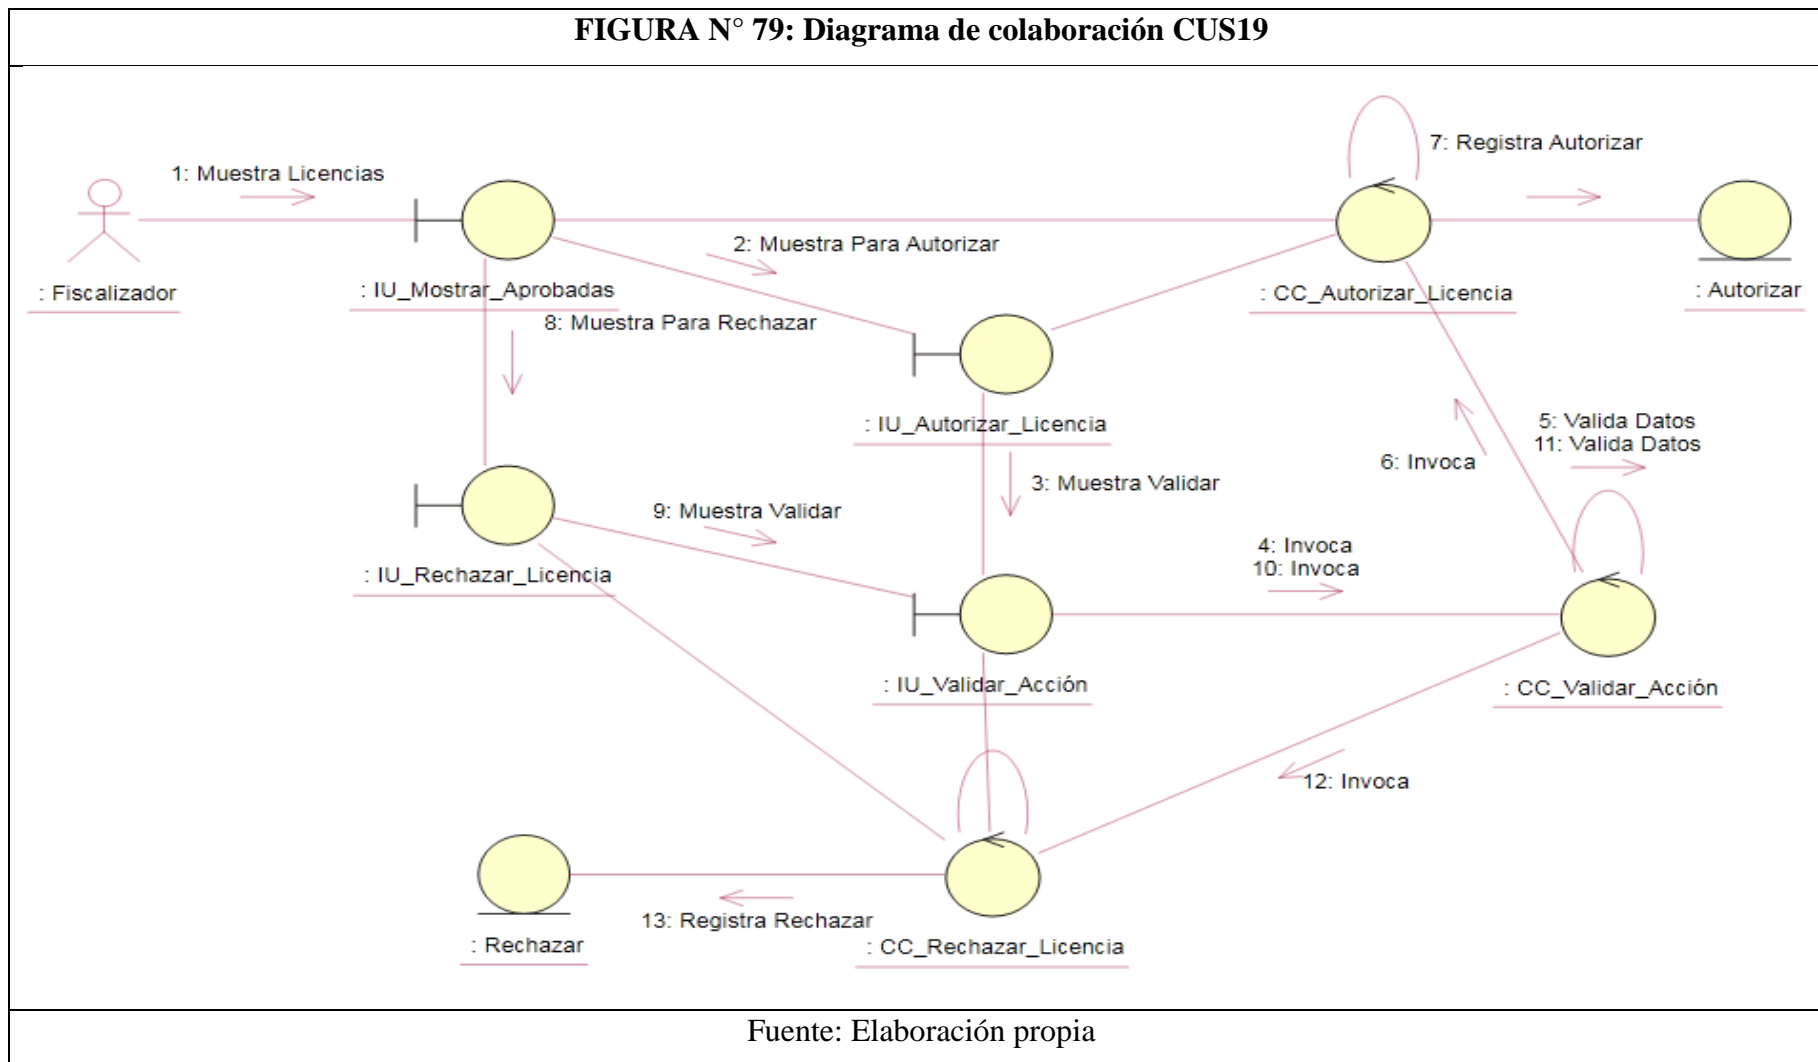 FIGURA N° 79: Diagrama de colaboración CUS19
1: Muestra Licencias
7: Registra Autorizar
2: Muestra Para Autorizar
: Fiscalizador
: IU_Mostrar_Aprobadas
: CC_Autorizar_Licencia
: Autorizar
8: Muestra Para Rechazar
: IU_Autorizar_Licencia
5: Valida Datos
11: Valida Datos
6: Invoca
3: Muestra Validar
9: Muestra Validar
4: Invoca
10: Invoca
: IU_Rechazar_Licencia
: IU_Validar_Acción
: CC_Validar_Acción
12: Invoca
13: Registra Rechazar
: Rechazar
: CC_Rechazar_Licencia
Fuente: Elaboración propia